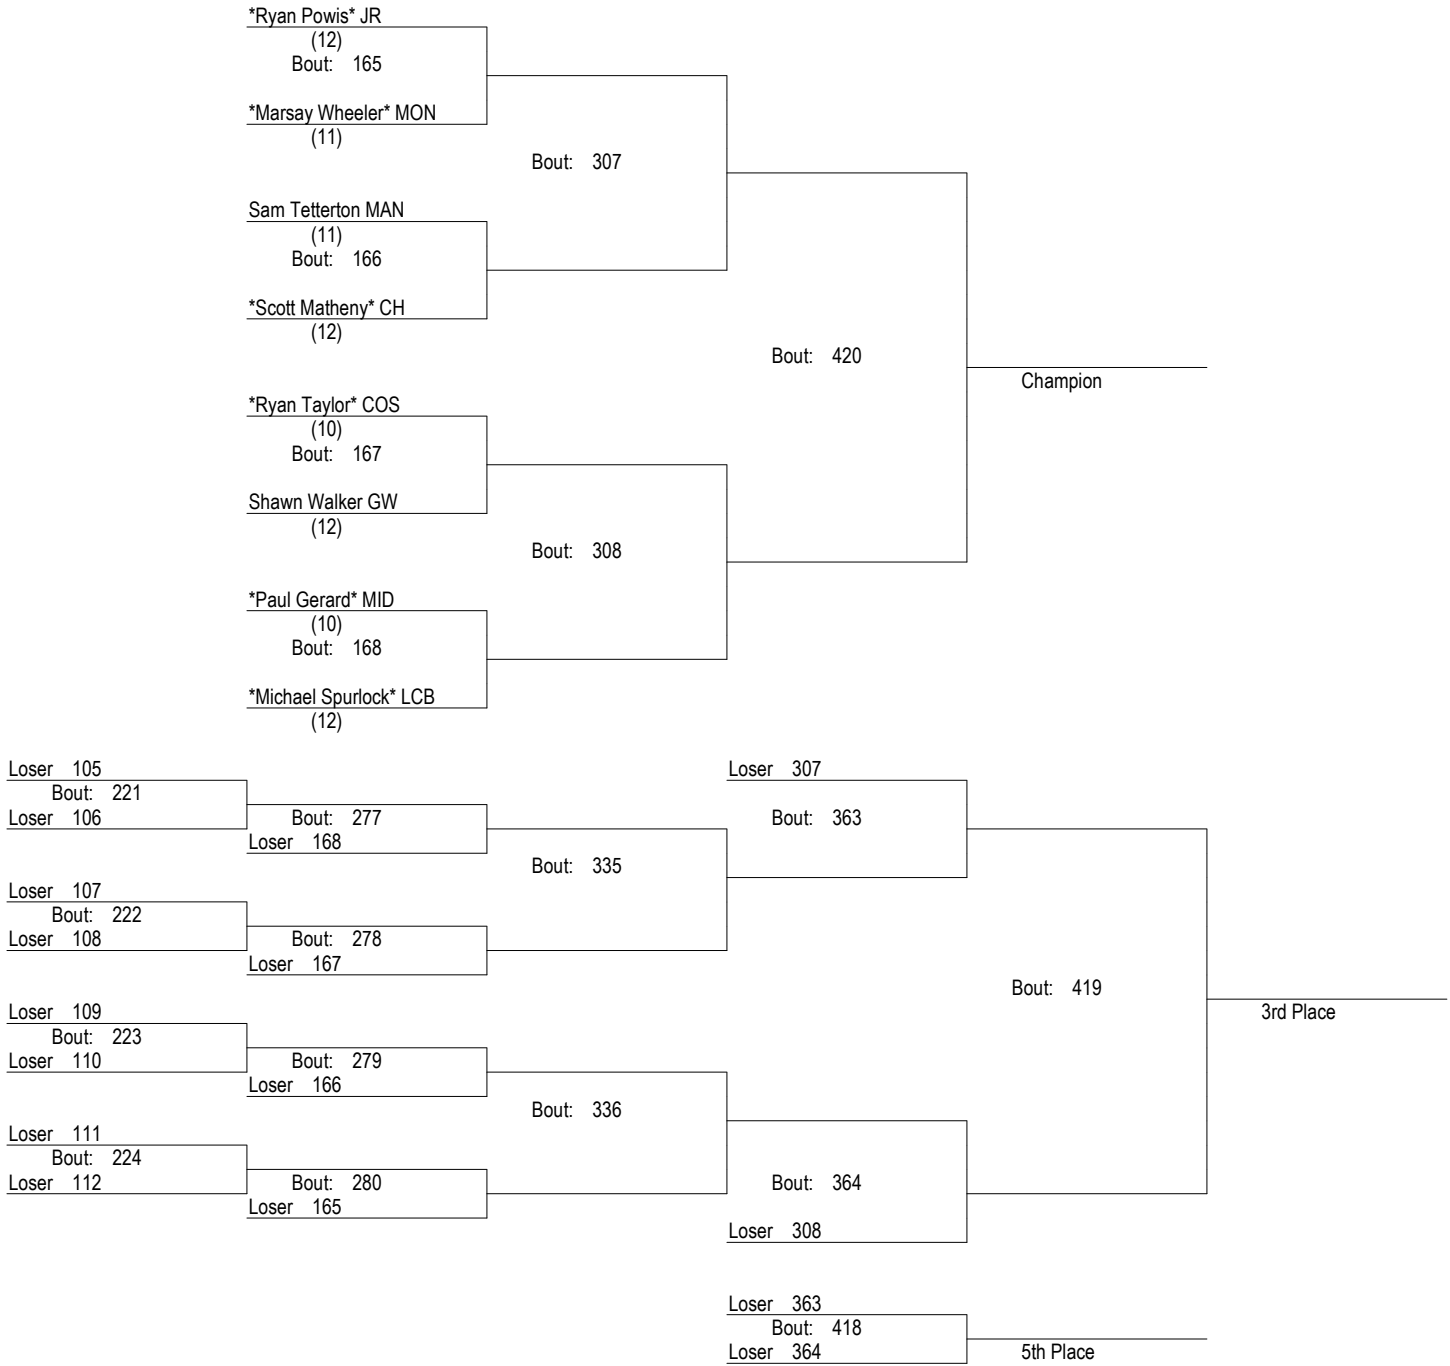 *Ryan Powis* JR
(12)
Bout: 165
*Marsay Wheeler* MON
(11)
Bout: 307
Sam Tetterton MAN
(11)
Bout: 166
*Scott Matheny* CH
(12)
Bout: 420
Champion
*Ryan Taylor* COS
(10)
Bout: 167
Shawn Walker GW
(12)
Bout: 308
*Paul Gerard* MID
(10)
Bout: 168
*Michael Spurlock* LCB
(12)
Loser 105
Bout: 221
Loser 106
Bout: 277
Loser 168
Loser 307
Bout: 363
Bout: 335
Loser 107
Bout: 222
Loser 108
Bout: 278
Loser 167
Bout: 419
3rd Place
Loser 109
Bout: 223
Loser 110
Bout: 279
Loser 166
Bout: 336
Loser 111
Bout: 224
Loser 112
Bout: 280
Loser 165
Bout: 364
Loser 308
Loser 363
Bout: 418
Loser 364
5th Place